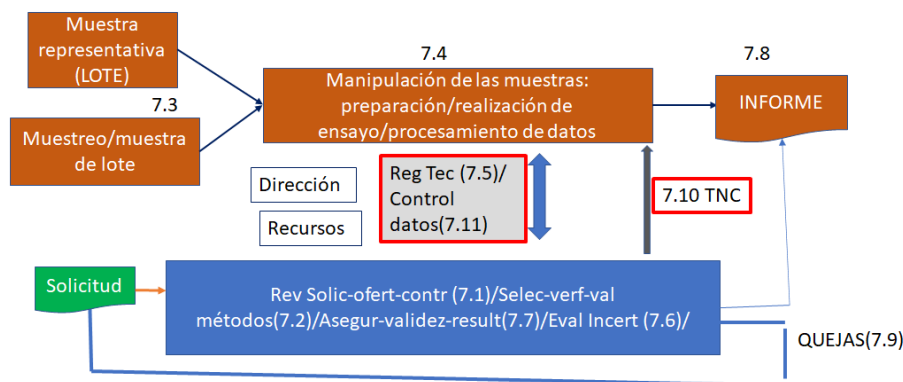 Muestra
representativa
(LOTE)
7.3
Muestreo/muestra
de lote
7.4
Manipulación de las muestras:
preparación/realización de
ensayo/procesamiento de datos
7.8
INFORME
Dirección
Recursos
Reg Tec (7.5)/
Control
datos(7.11)
7.10 TNC
Solicitud
Rev Solic-ofert-contr (7.1)/Selec-verf-val
métodos(7.2)/Asegur-validez-result(7.7)/Eval Incert (7.6)/
QUEJAS(7.9)